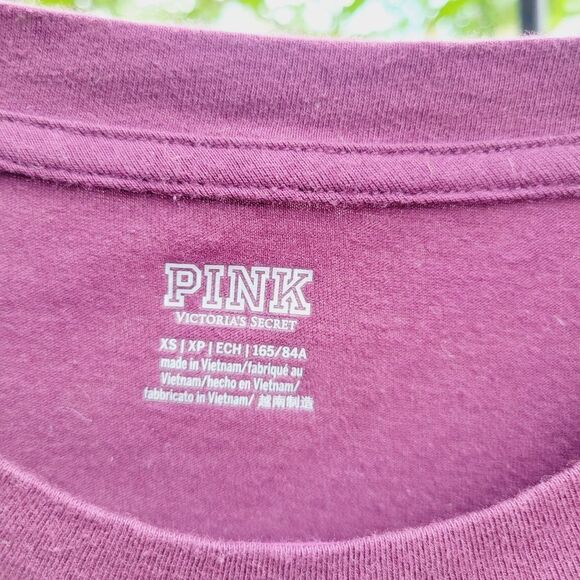 PINK
VICTORIA'S SECRET
XS | XP | ECH | 165/84A
made in Vietnam/fabriqué au
Vietnam/hecho en Vietnam/
fabbricato in Vietnam/ 越南制造